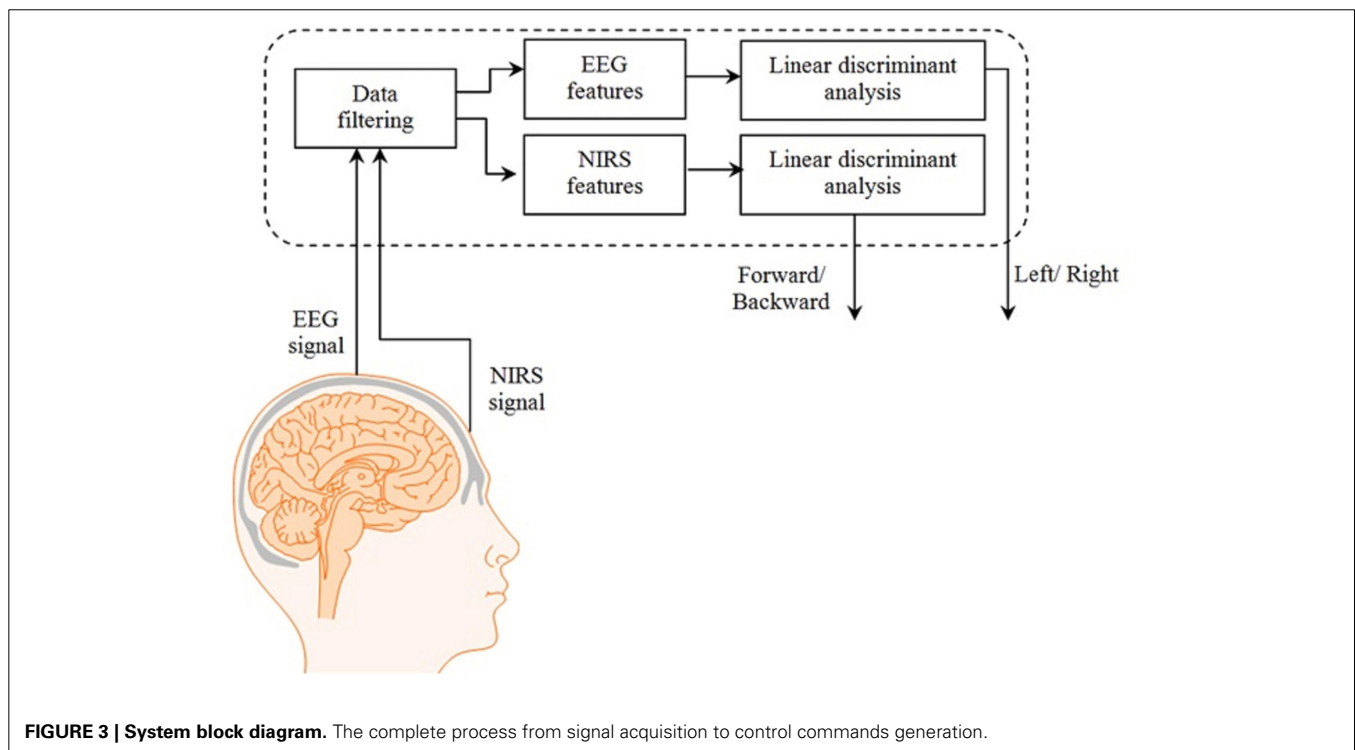 Data
filtering
EEG
features
Linear discriminant
analysis
NIRS
features
Linear discriminant
analysis
Forward/
Backward
Left/ Right
EEG
signal
NIRS
signal
FIGURE 3 | System block diagram. The complete process from signal acquisition to control commands generation.